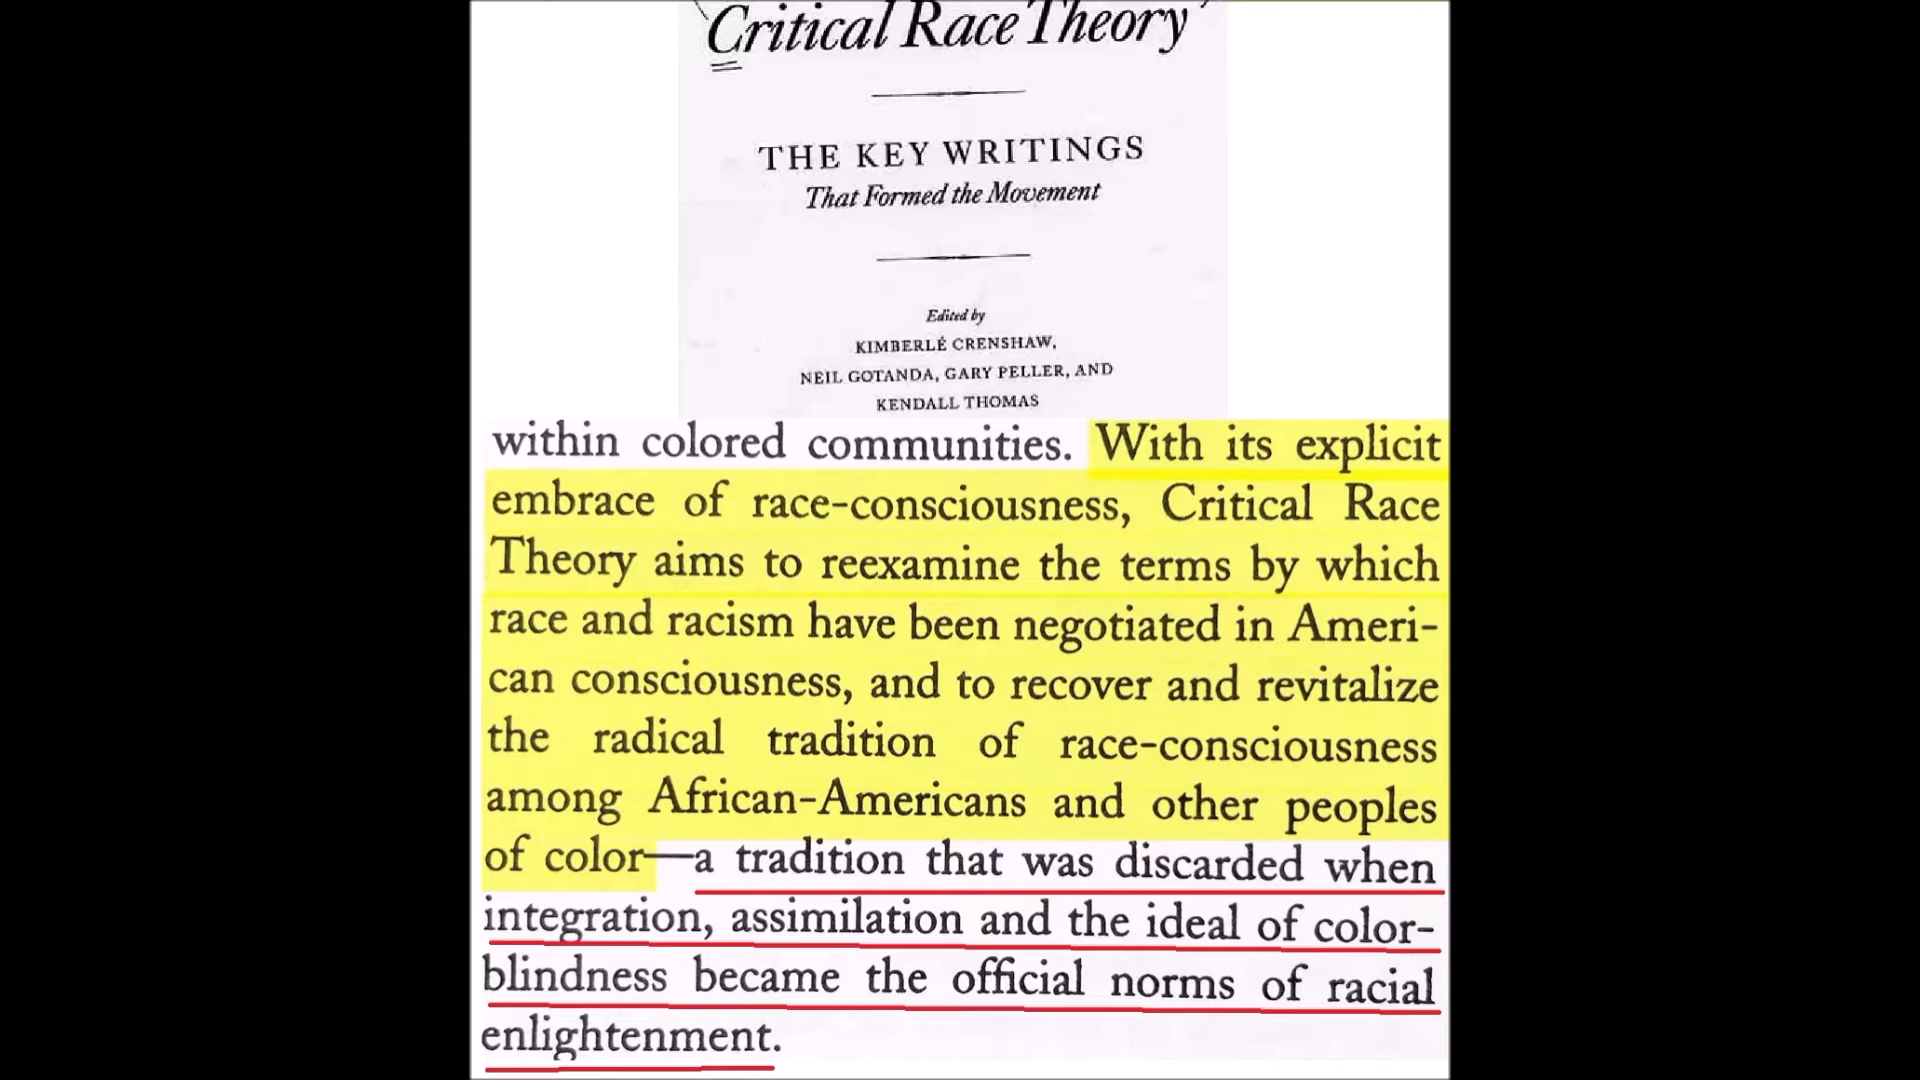 Critical Race Theory
THE KEY WRITINGS
That Formed the Movement
Edited by
KIMBERLÉ CRENSHAW,
NEIL GOTANDA, GARY PELLER, AND
KENDALL THOMAS
within colored communities. With its explicit
embrace of race-consciousness, Critical Race
Theory aims to reexamine the terms by which
race and racism have been negotiated in Ameri-
can consciousness, and to recover and revitalize
the radical tradition of race-consciousness
among African-Americans and other peoples
of color—a tradition that was discarded when
integration, assimilation and the ideal of color-
blindness became the official norms of racial
enlightenment.